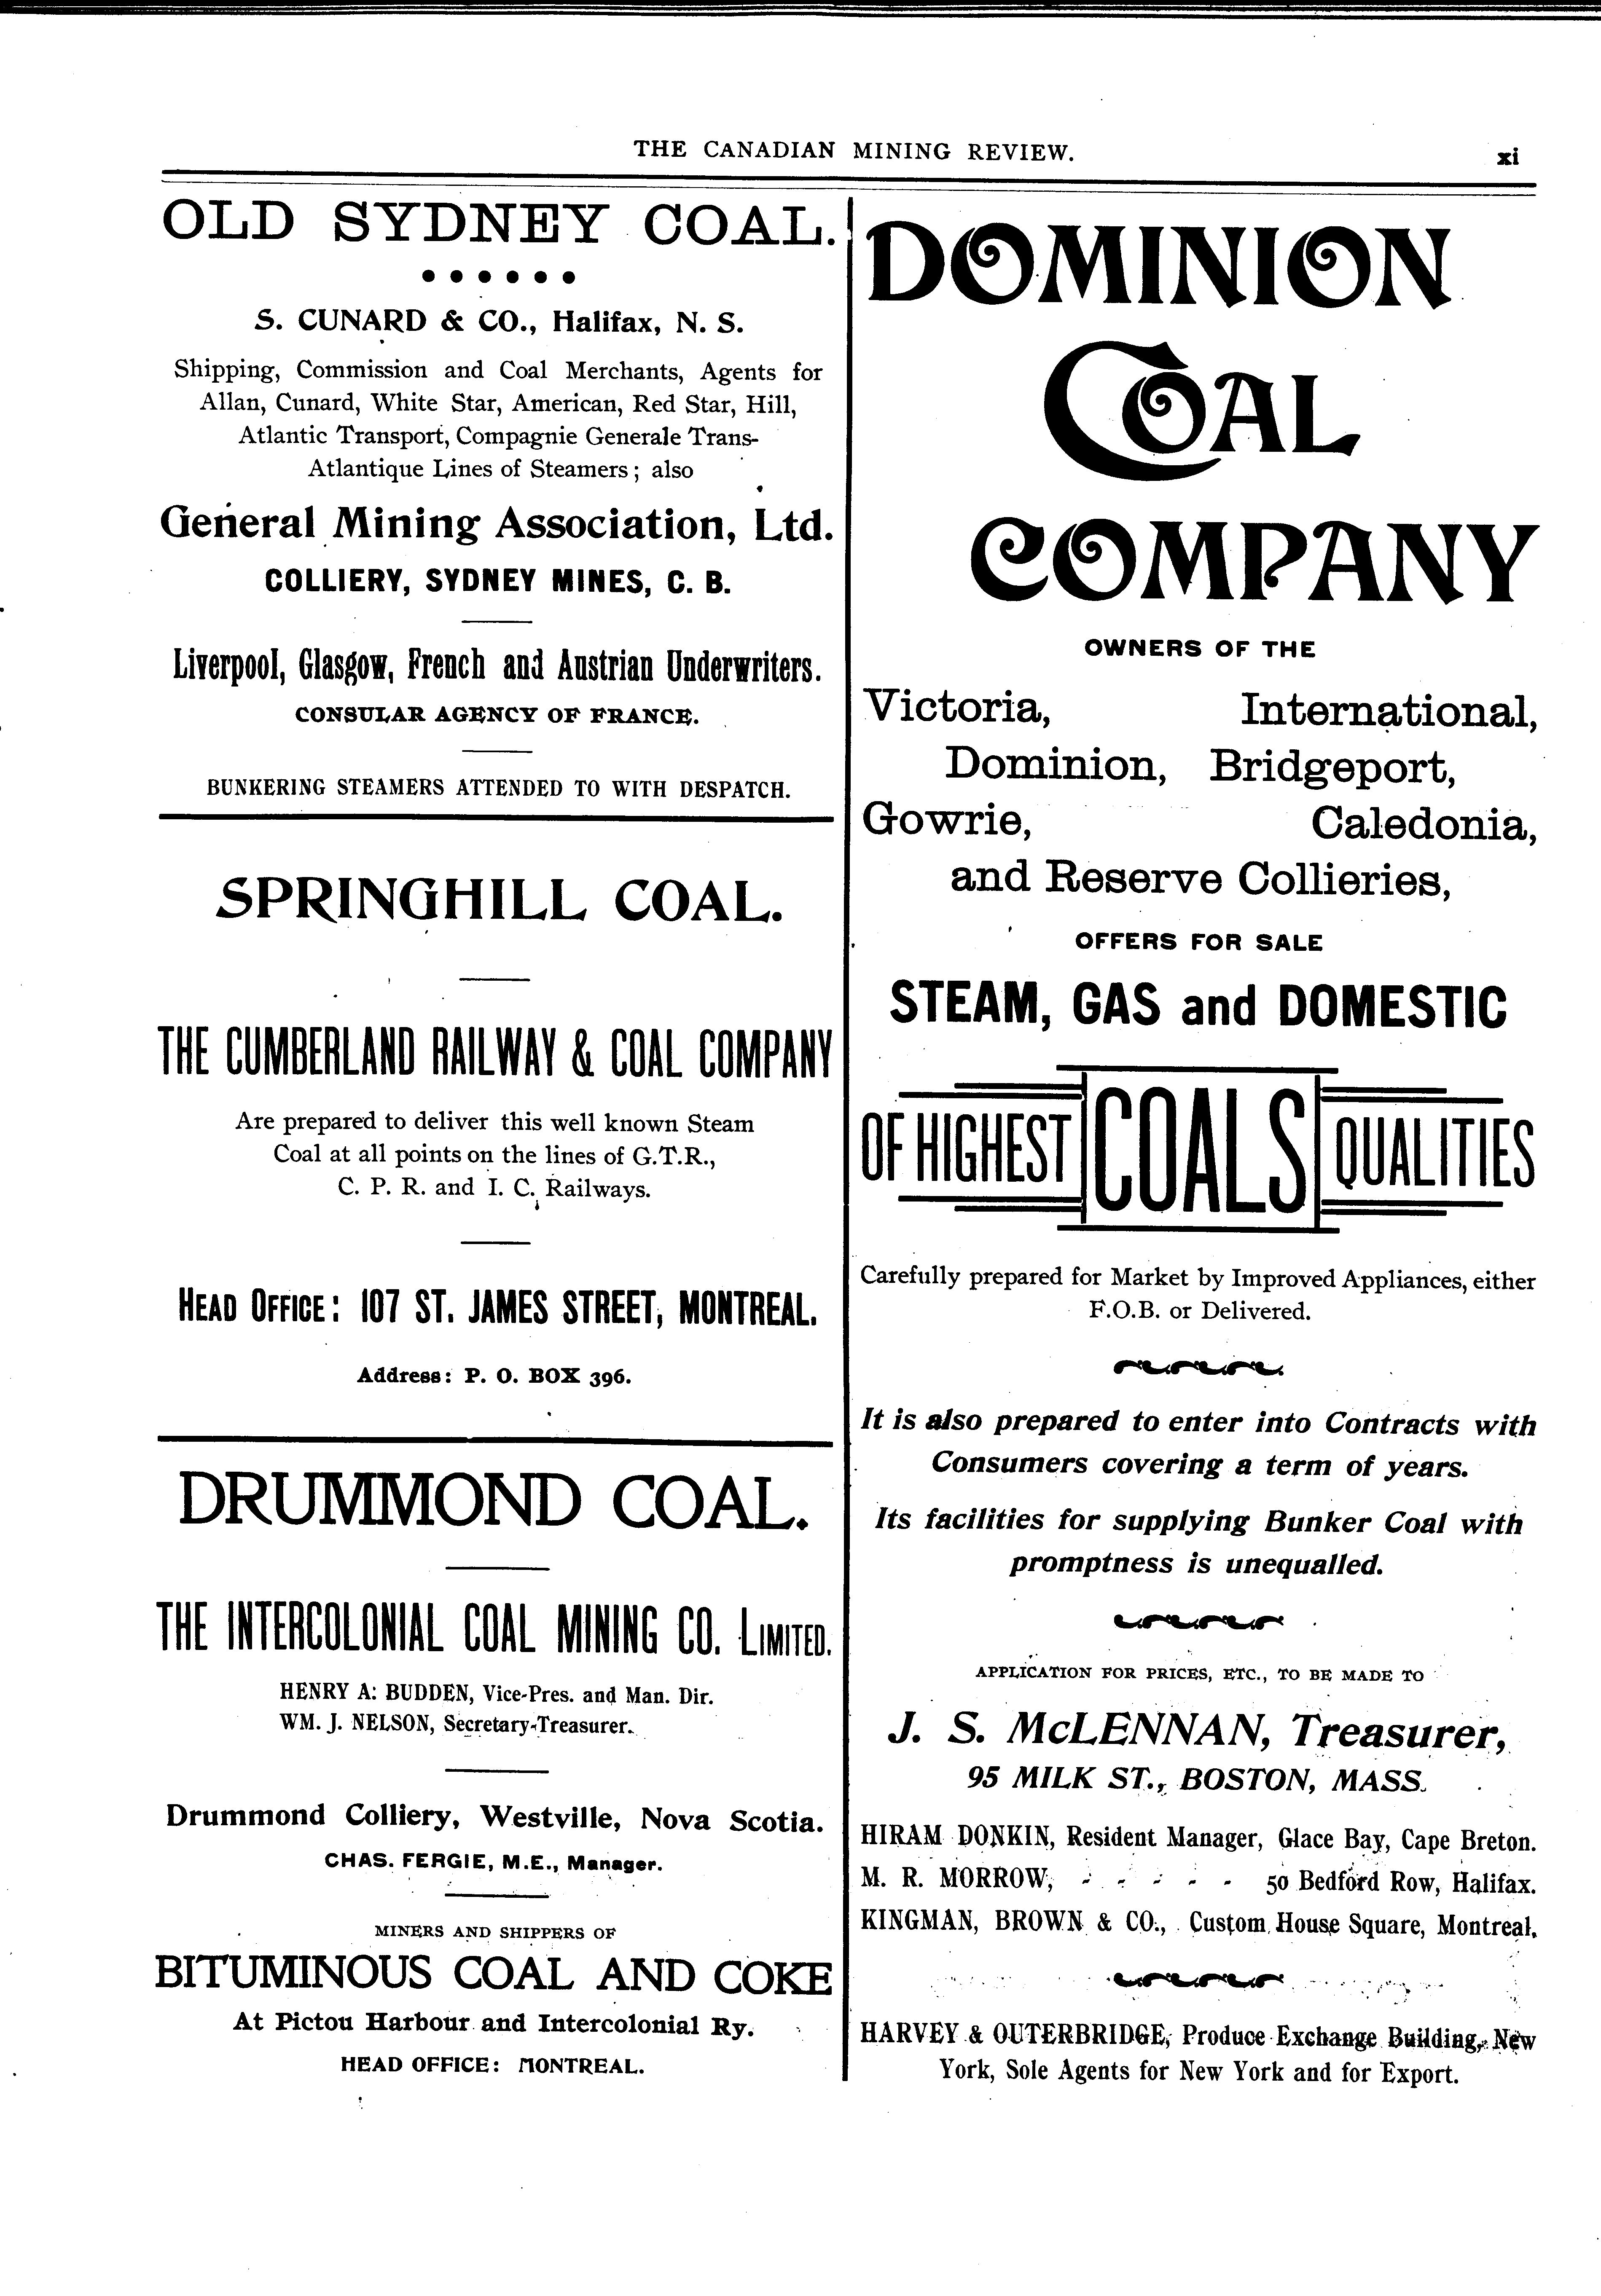 THE CANADIAN MINING REVIEW.
xi
OLD SYDNEY COAL.
S. CUNARD & CO., Halifax, N. S.
Shipping, Commission and Coal Merchants, Agents for
Allan, Cunard, White Star, American, Red Star, Hill,
Atlantic Transport, Compagnie Generale Trans-
Atlantique Lines of Steamers; also
General Mining Association, Ltd.
COLLIERY, SYDNEY MINES, C. B.
Liverpool, Glasgow, French and Austrian Underwriters.
CONSULAR AGENCY OF FRANCE.
BUNKERING STEAMERS ATTENDED TO WITH DESPATCH.
SPRINGHILL COAL.
THE CUMBERLAND RAILWAY & COAL COMPANY
Are prepared to deliver this well known Steam
Coal at all points on the lines of G.T.R.,
C. P. R. and I. C. Railways.
HEAD OFFICE: 107 ST. JAMES STREET, MONTREAL.
Address: P. O. BOX 396.
DRUMMOND COAL.
THE INTERCOLONIAL COAL MINING CO. LIMITED.
HENRY A. BUDDEN, Vice-Pres. and Man. Dir.
WM. J. NELSON, Secretary-Treasurer.
Drummond Colliery, Westville, Nova Scotia.
CHAS. FERGIE, M.E., Manager.
MINERS AND SHIPPERS OF
BITUMINOUS COAL AND COKE
At Pictou Harbour and Intercolonial Ry.
HEAD OFFICE: MONTREAL.
DOMINION
COAL
COMPANY
OWNERS OF THE
Victoria, International,
Dominion, Bridgeport,
Gowrie, Caledonia,
and Reserve Collieries,
OFFERS FOR SALE
STEAM, GAS and DOMESTIC
OF HIGHEST COALS QUALITIES
Carefully prepared for Market by Improved Appliances, either
F.O.B. or Delivered.
It is also prepared to enter into Contracts with
Consumers covering a term of years.
Its facilities for supplying Bunker Coal with
promptness is unequalled.
APPLICATION FOR PRICES, ETC., TO BE MADE TO
J. S. McLENNAN, Treasurer,
95 MILK ST., BOSTON, MASS.
HIRAM DONKIN, Resident Manager, Glace Bay, Cape Breton.
M. R. MORROW, - - - - - 50 Bedford Row, Halifax.
KINGMAN, BROWN & CO., Custom House Square, Montreal.
HARVEY & OUTERBRIDGE, Produce Exchange Building, New
York, Sole Agents for New York and for Export.